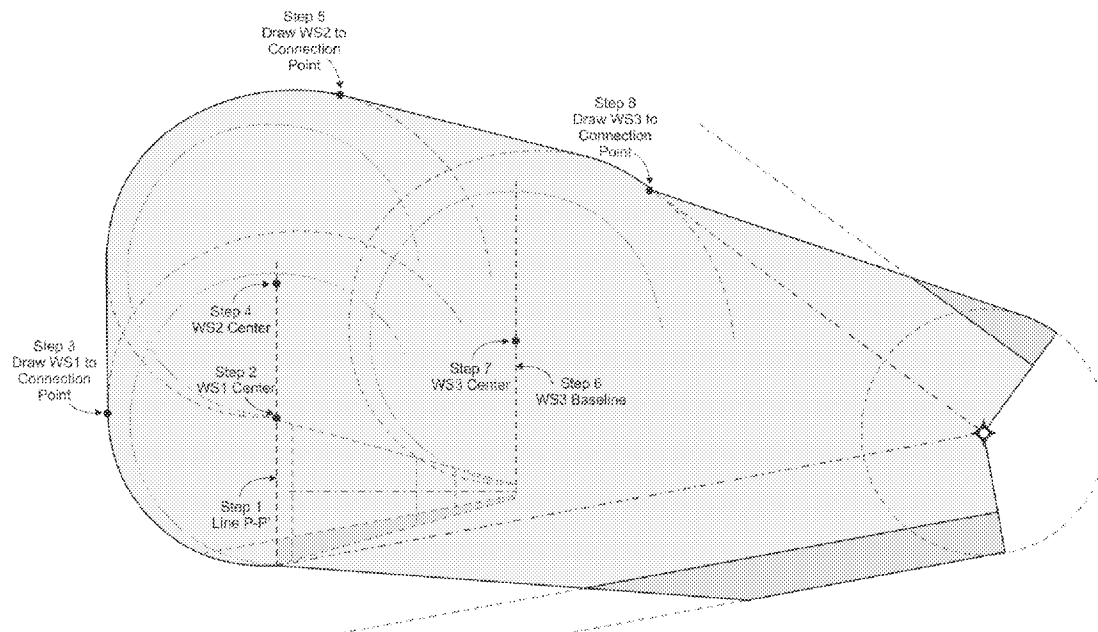 Step 5
Draw WS2 to
Connection
Point
Step 8
Draw WS3 to
Connection
Point
Step 4
WS2 Center
Step 3
Draw WS1 to
Connection
Point
Step 2
WS1 Center
Step 7
WS3 Center
Step 6
WS3 Baseline
Step 1
Line P-P'